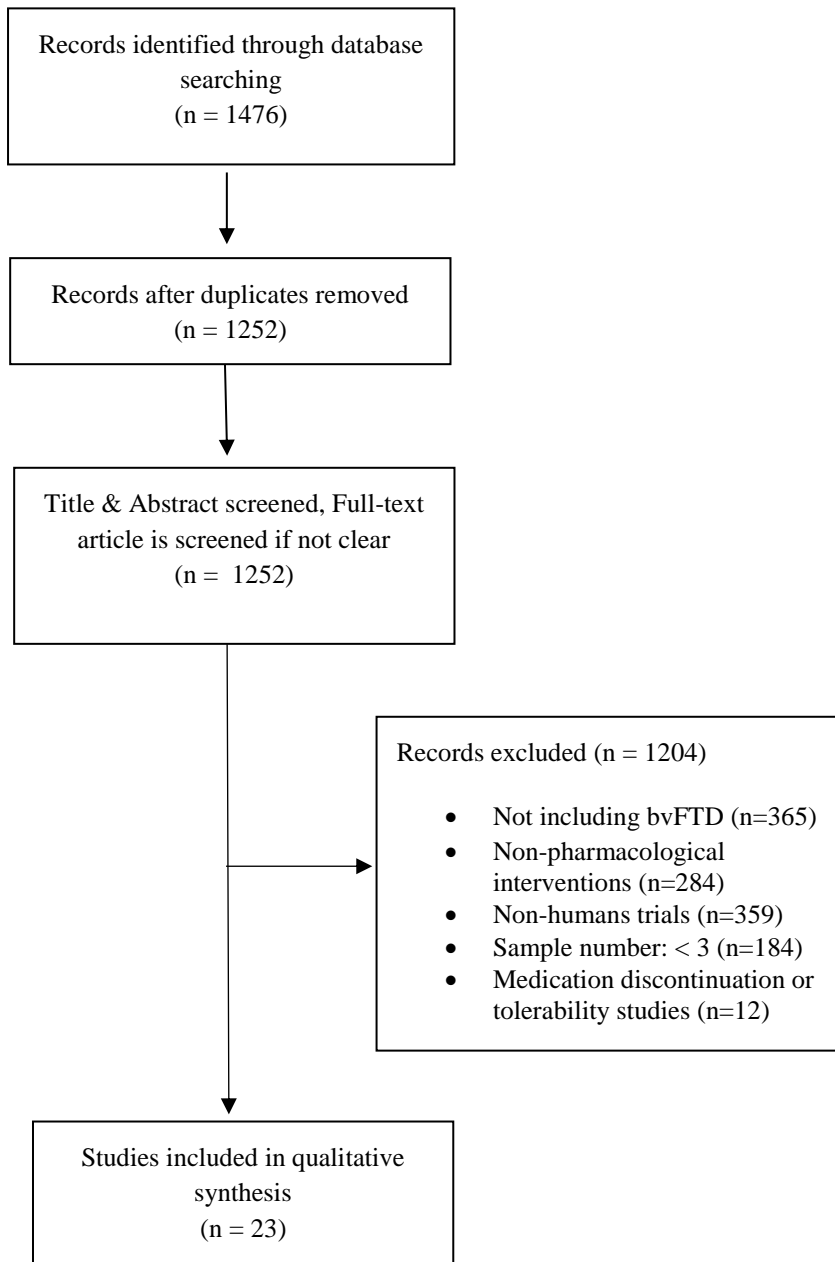 Records identified through database
searching
(n = 1476)
Records after duplicates removed
(n = 1252)
Title & Abstract screened, Full-text
article is screened if not clear
(n =  1252)
Records excluded (n = 1204)
• Not including bvFTD (n=365)
• Non-pharmacological
interventions (n=284)
• Non-humans trials (n=359)
• Sample number: < 3 (n=184)
• Medication discontinuation or
tolerability studies (n=12)
Studies included in qualitative
synthesis
(n = 23)